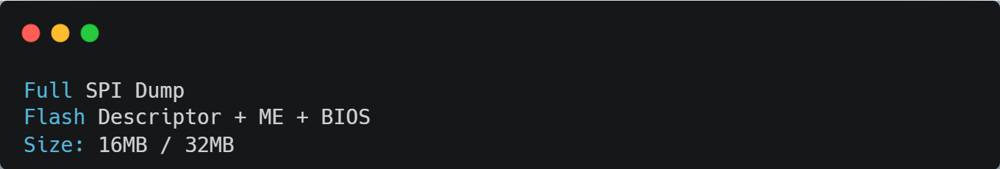 Full SPI Dump
Flash Descriptor + ME + BIOS
Size: 16MB / 32MB